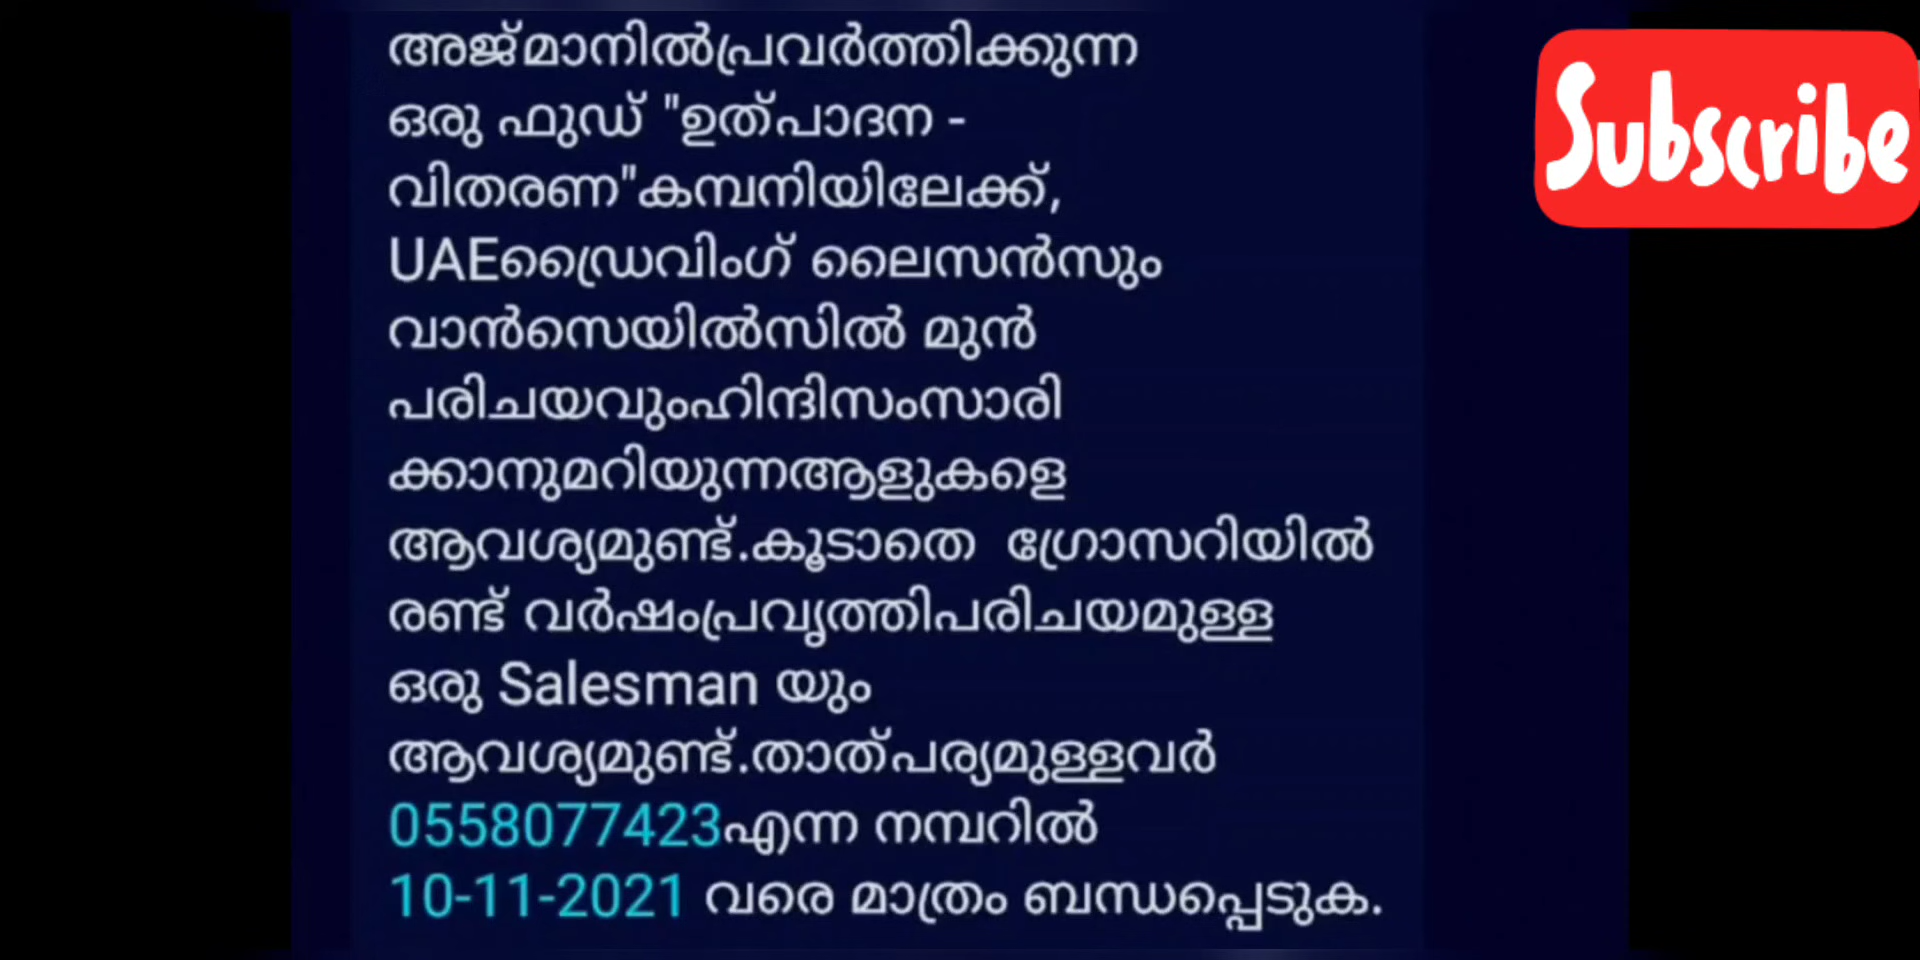 അജ്മാനിൽപ്രവർത്തിക്കുന്ന
ഒരു ഫുഡ് "ഉത്പാദന -
വിതരണ"കമ്പനിയിലേക്ക്,
UAEഡ്രൈവിംഗ് ലൈസൻസും
വാൻസെയിൽസിൽ മുൻ
പരിചയവുംഹിന്ദിസംസാരി
ക്കാനുമറിയുന്നആളുകളെ
ആവശ്യമുണ്ട്.കൂടാതെ ഗ്രോസറിയിൽ
രണ്ട് വർഷംപ്രവൃത്തിപരിചയമുള്ള
ഒരു Salesman യും
ആവശ്യമുണ്ട്.താത്പര്യമുള്ളവർ
0558077423എന്ന നമ്പറിൽ
10-11-2021 വരെ മാത്രം ബന്ധപ്പെടുക.
Subscribe